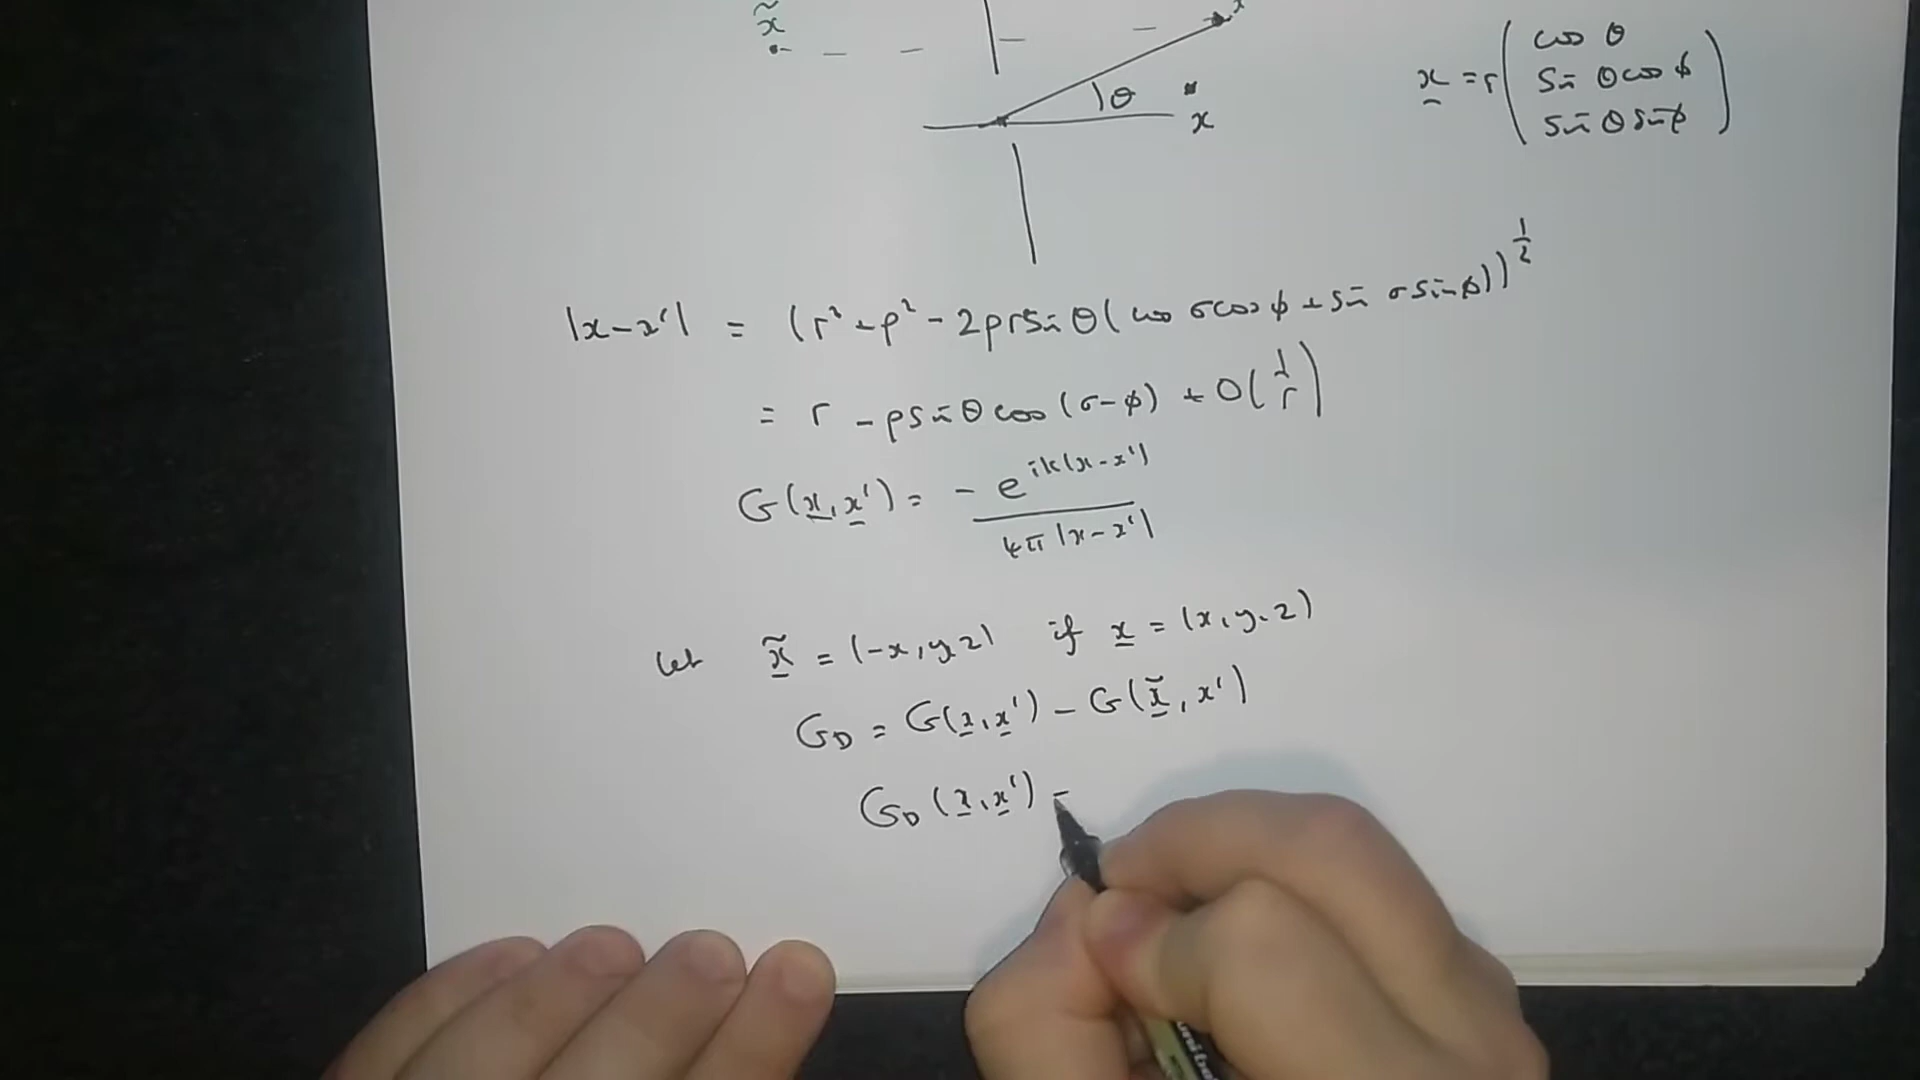 x̃
θ
x
x = r ( cos θ
sin θ cos φ
sin θ sin φ )
|x-x'| = (r² + ρ² - 2ρr sin θ (cos σ cos φ + sin σ sin φ))^½
= r - ρ sin θ cos (σ-φ) + O(1/r)
G(x, x') = - e^{ik|x-x'|} / 4π |x-x'|
let x̃ = (-x, y, z) if x = (x, y, z)
G_D = G(x, x') - G(x̃, x')
G_D (x, x') =